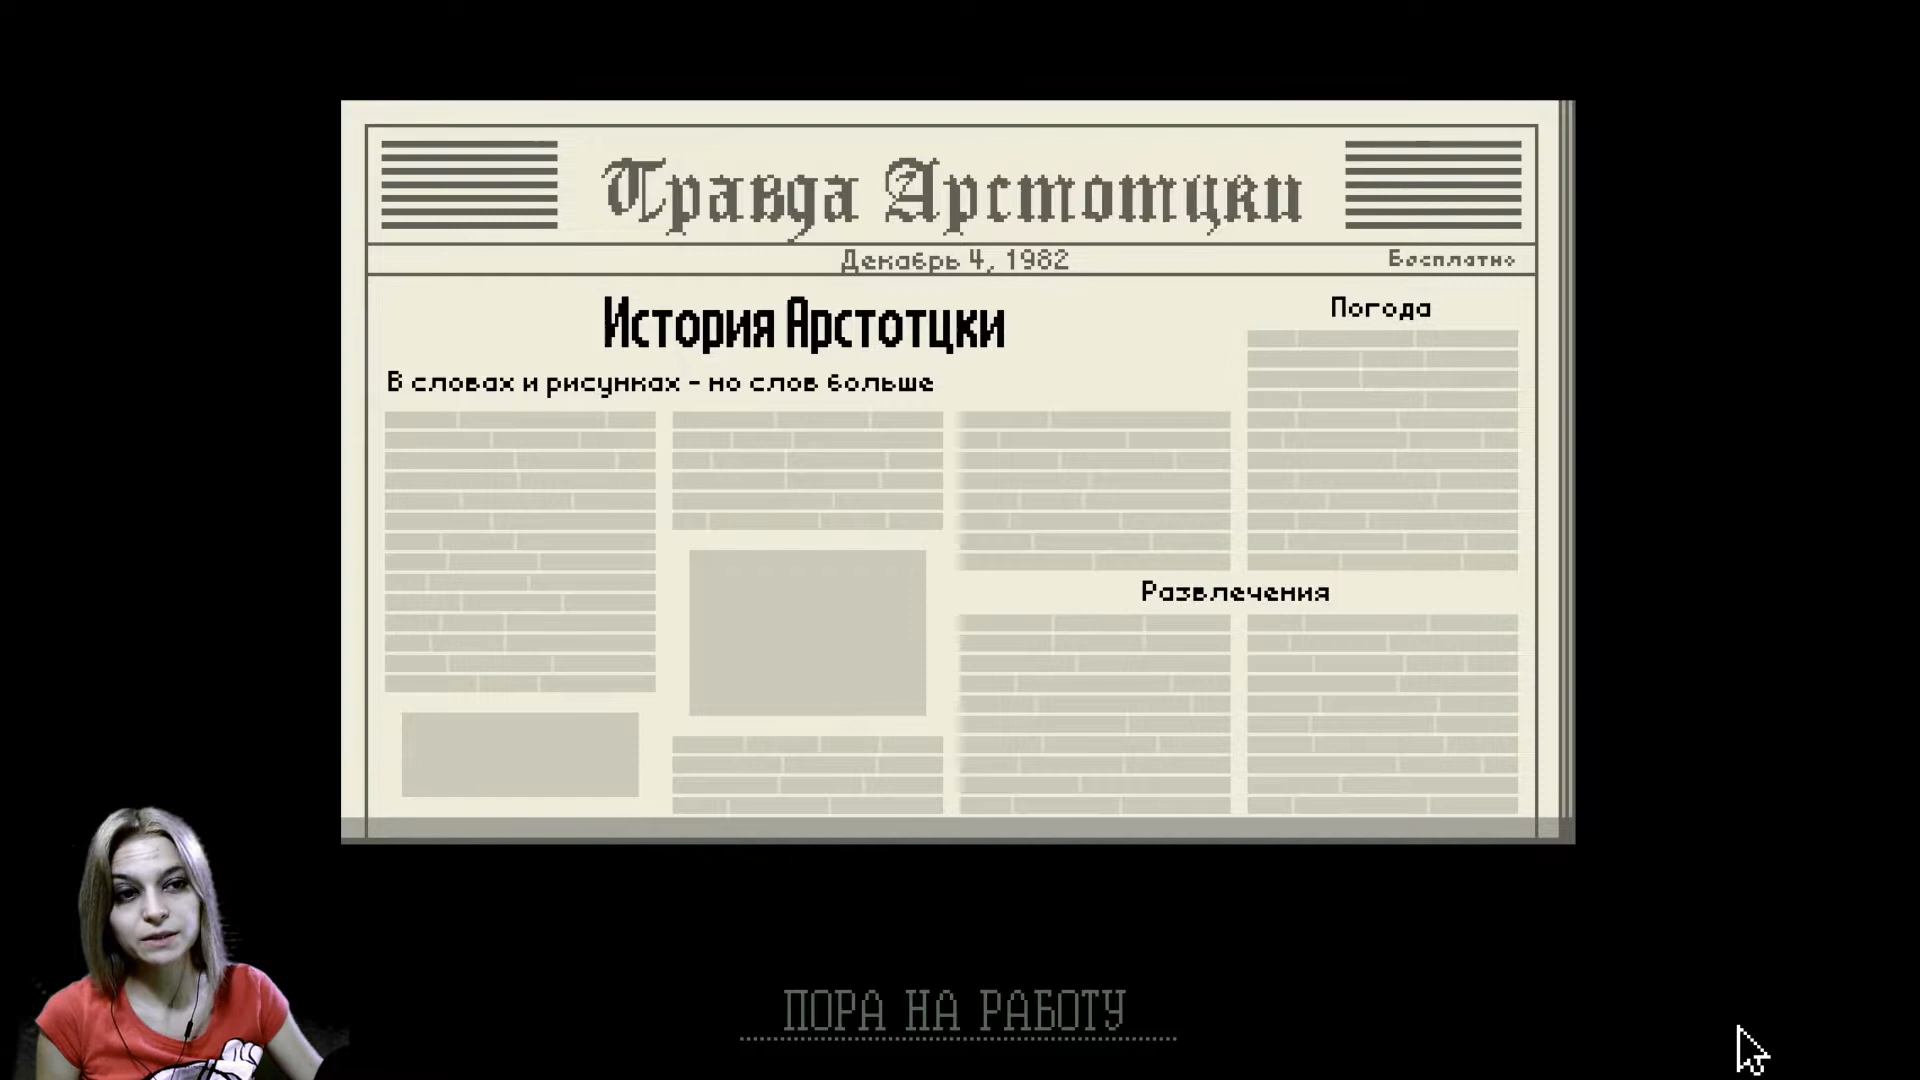 Правда Арстотцки
Декабрь 4, 1982
Бесплатно
История Арстотцки
Погода
В словах и рисунках - но слов больше
Развлечения
ПОРА НА РАБОТУ